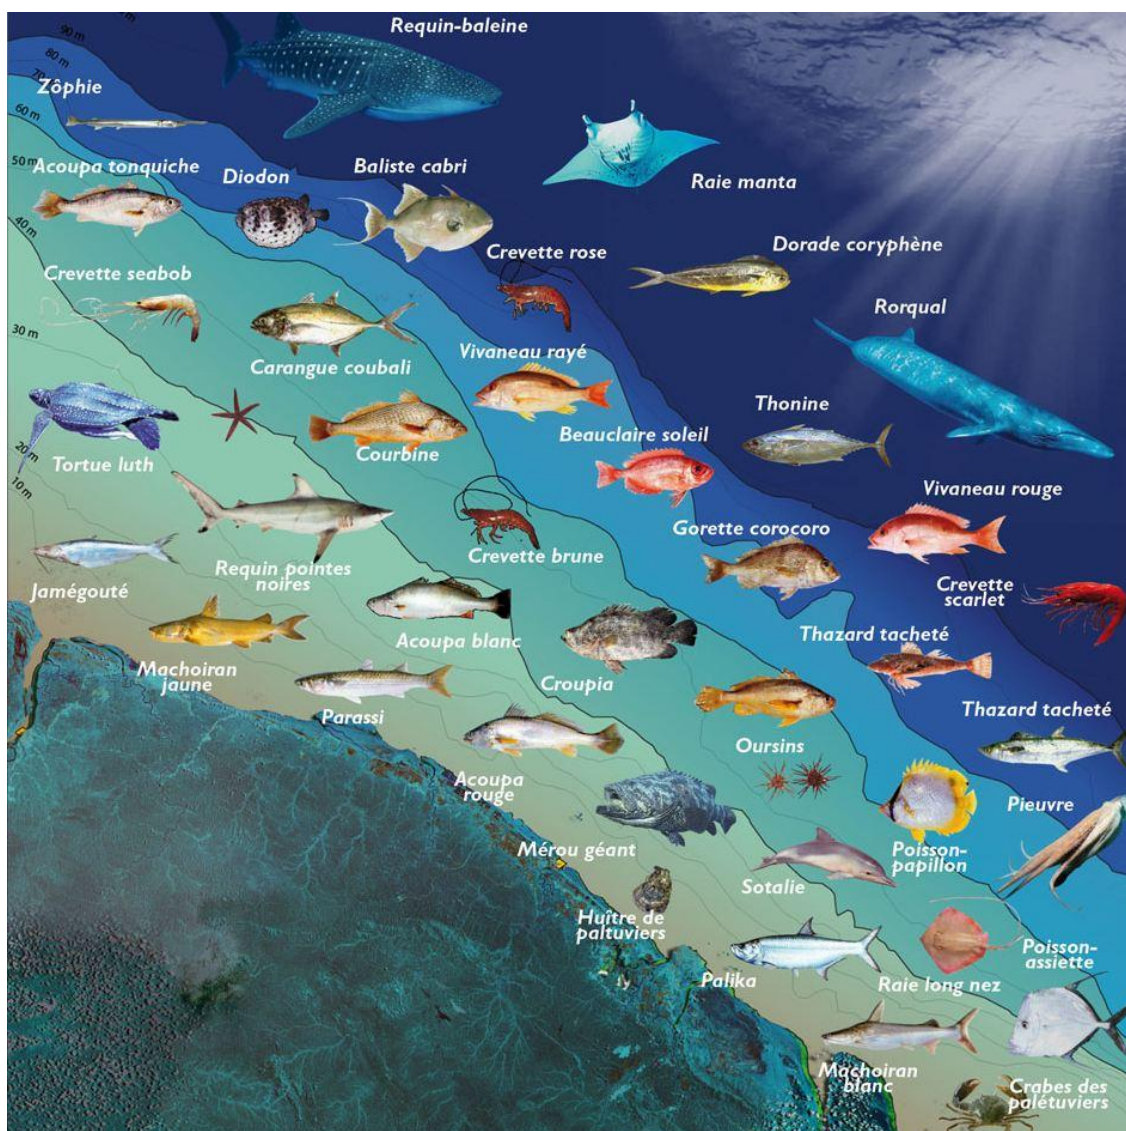 Requin-baleine
90 m
80 m
70
Zôphie
60 m
50 m
Acoupa tonquiche
Diodon
Baliste cabri
Raie manta
40 m
Crevette seabob
Crevette rose
Dorade coryphène
30 m
Carangue coubali
Vivaneau rayé
Rorqual
Tortue luth
Courbine
Beauclaire soleil
Thonine
20 m
10 m
Vivaneau rouge
Requin pointes
noires
Crevette brune
Gorette corocoro
Jamégouté
Crevette
scarlet
Acoupa blanc
Thazard tacheté
Machoiran
jaune
Croupia
Parassi
Thazard tacheté
Oursins
Acoupa
rouge
Pieuvre
Mérou géant
Poisson-
papillon
Sotalie
Huître de
paltuviers
Poisson-
assiette
Palika
Raie long nez
Machoiran
blanc
Crabes des
palétuviers